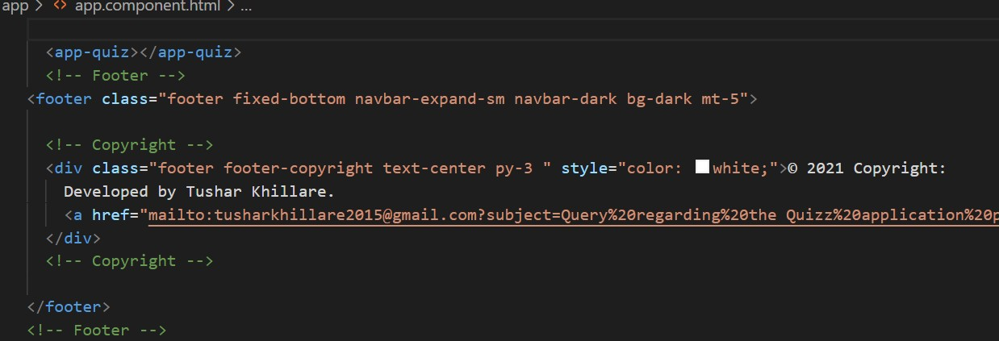 app > <> app.component.html > ...
<app-quiz></app-quiz>
<!-- Footer -->
<footer class="footer fixed-bottom navbar-expand-sm navbar-dark bg-dark mt-5">
<!-- Copyright -->
<div class="footer footer-copyright text-center py-3 " style="color: white;">© 2021 Copyright:
Developed by Tushar Khillare.
<a href="mailto:tusharkhillare2015@gmail.com?subject=Query%20regarding%20the Quizz%20application%20p
</div>
<!-- Copyright -->
</footer>
<!-- Footer -->